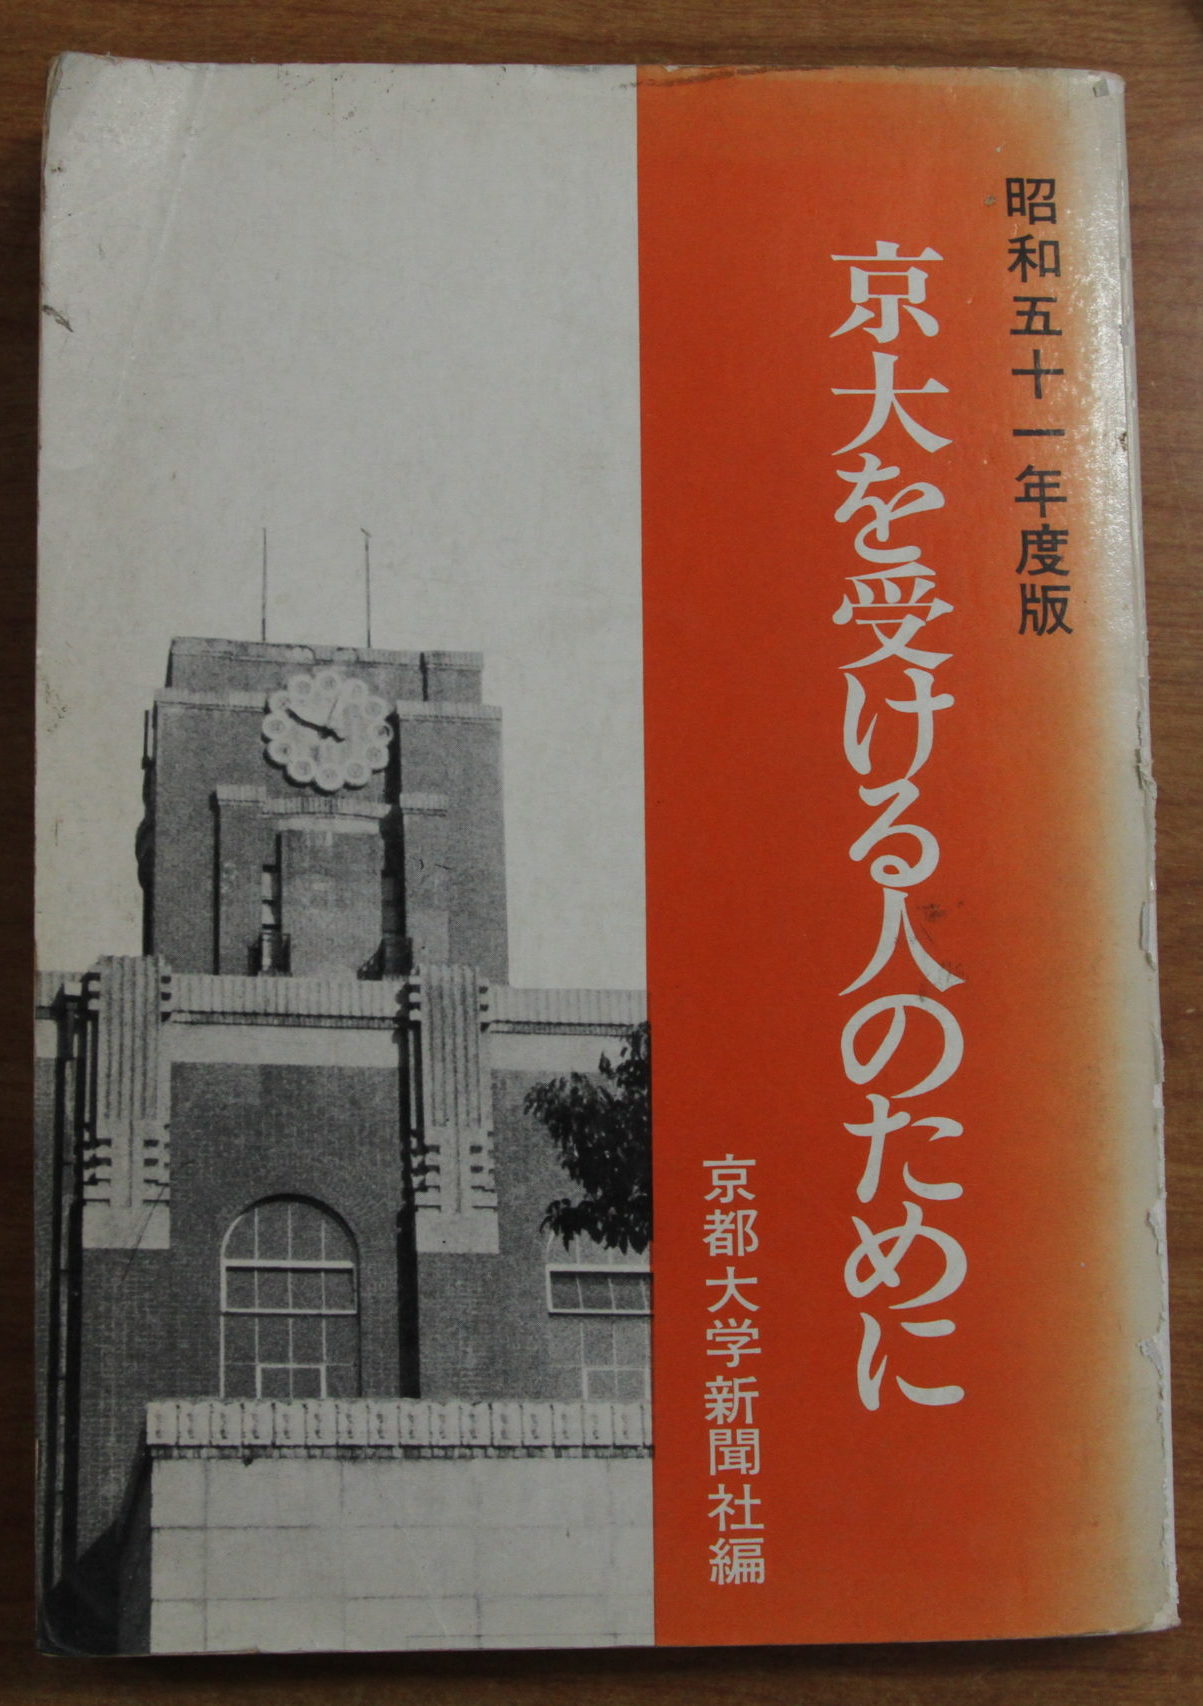 昭和五十一年度版
京大を受ける人のために
京都大学新聞社編